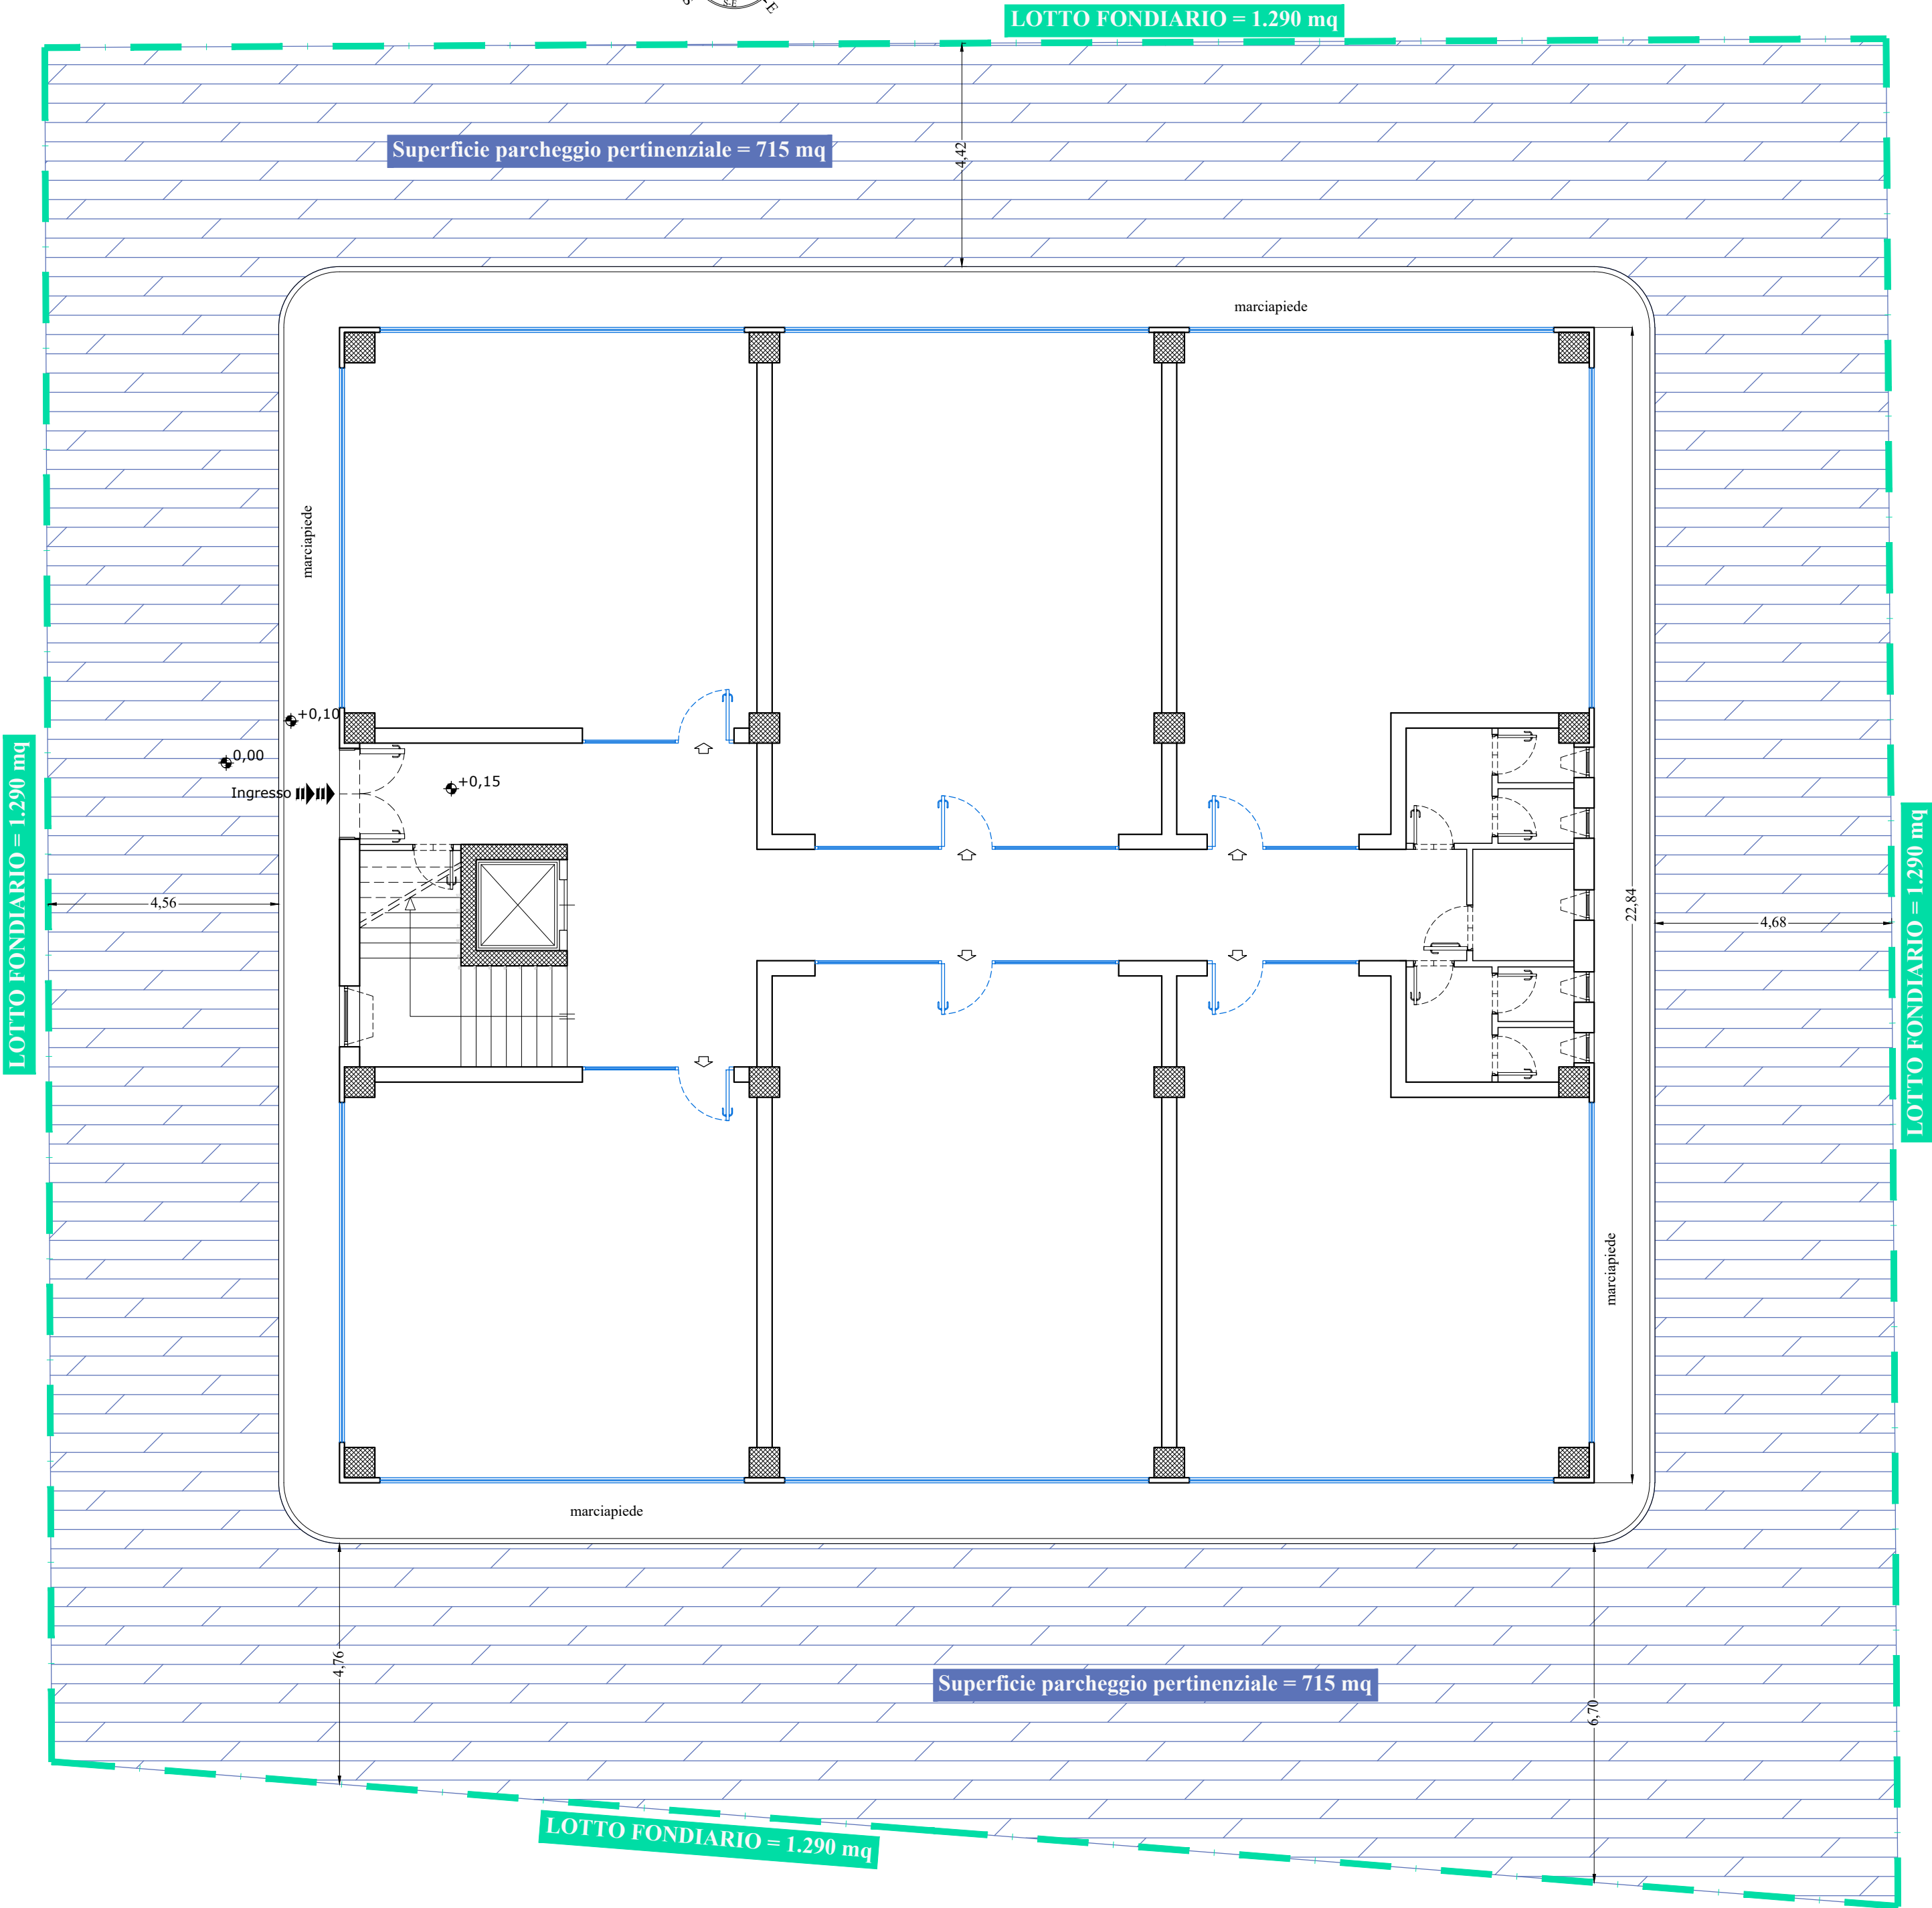 S-E
E
LOTTO FONDIARIO = 1.290 mq
Superficie parcheggio pertinenziale = 715 mq
4,42
marciapiede
marciapiede
+0,10
0,00
Ingresso
+0,15
LOTTO FONDIARIO = 1.290 mq
4,56
22,84
4,68
LOTTO FONDIARIO = 1.290 mq
marciapiede
marciapiede
4,76
Superficie parcheggio pertinenziale = 715 mq
6,70
LOTTO FONDIARIO = 1.290 mq